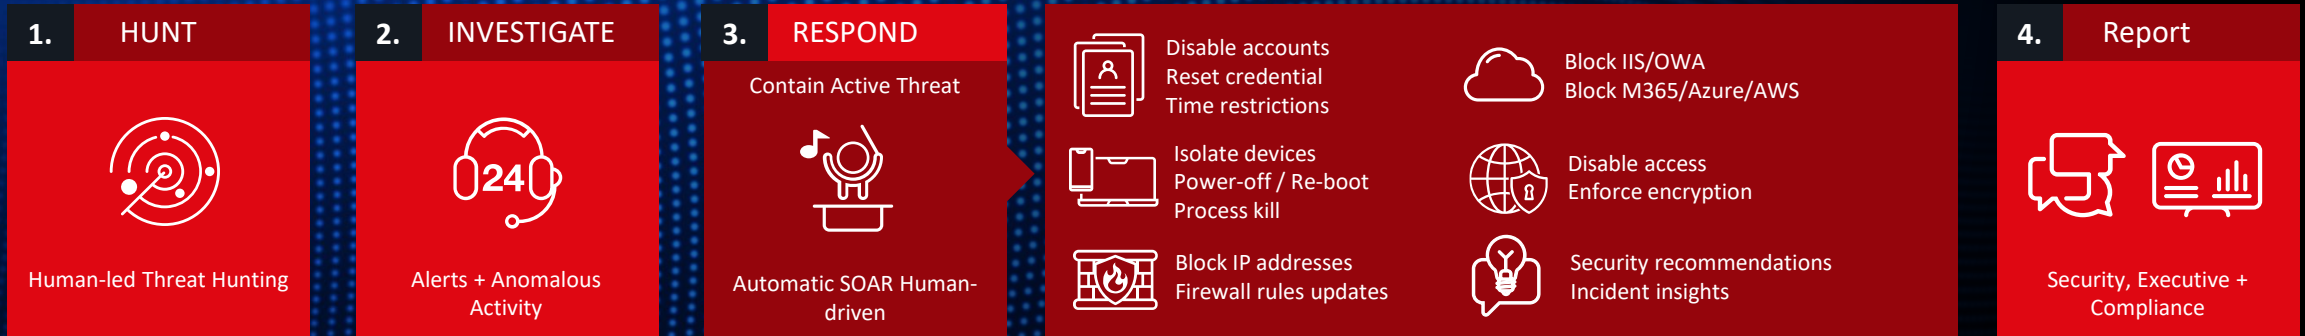 1. HUNT
Human-led Threat Hunting
2. INVESTIGATE
24
Alerts + Anomalous
Activity
3. RESPOND
Contain Active Threat
Automatic SOAR Human-
driven
Disable accounts
Reset credential
Time restrictions
Isolate devices
Power-off / Re-boot
Process kill
Block IP addresses
Firewall rules updates
Block IIS/OWA
Block M365/Azure/AWS
Disable access
Enforce encryption
Security recommendations
Incident insights
4. Report
Security, Executive +
Compliance